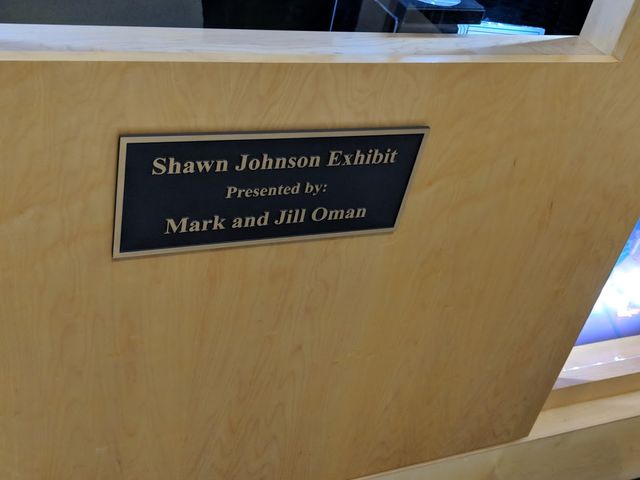 Shawn Johnson Exhibit
Presented by:
Mark and Jill Oman